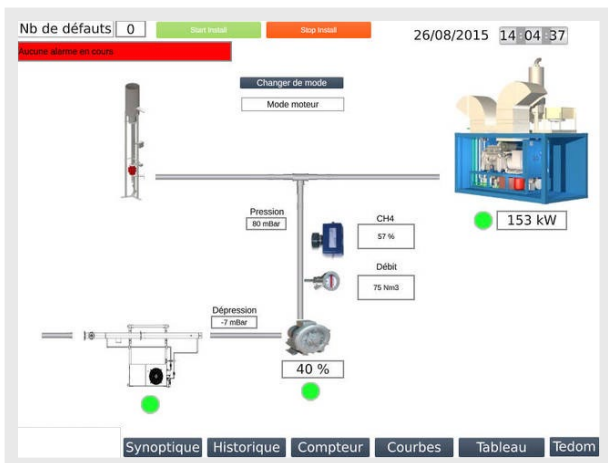 Nb de défauts 0 Start Install Stop Install 26/08/2015 14:04:37
Aucune alarme en cours
Changer de mode
Mode moteur
153 kW
Pression
80 mBar
CH4
57 %
Débit
75 Nm3
Dépression
-7 mBar
40 %
Synoptique Historique Compteur Courbes Tableau Tedom